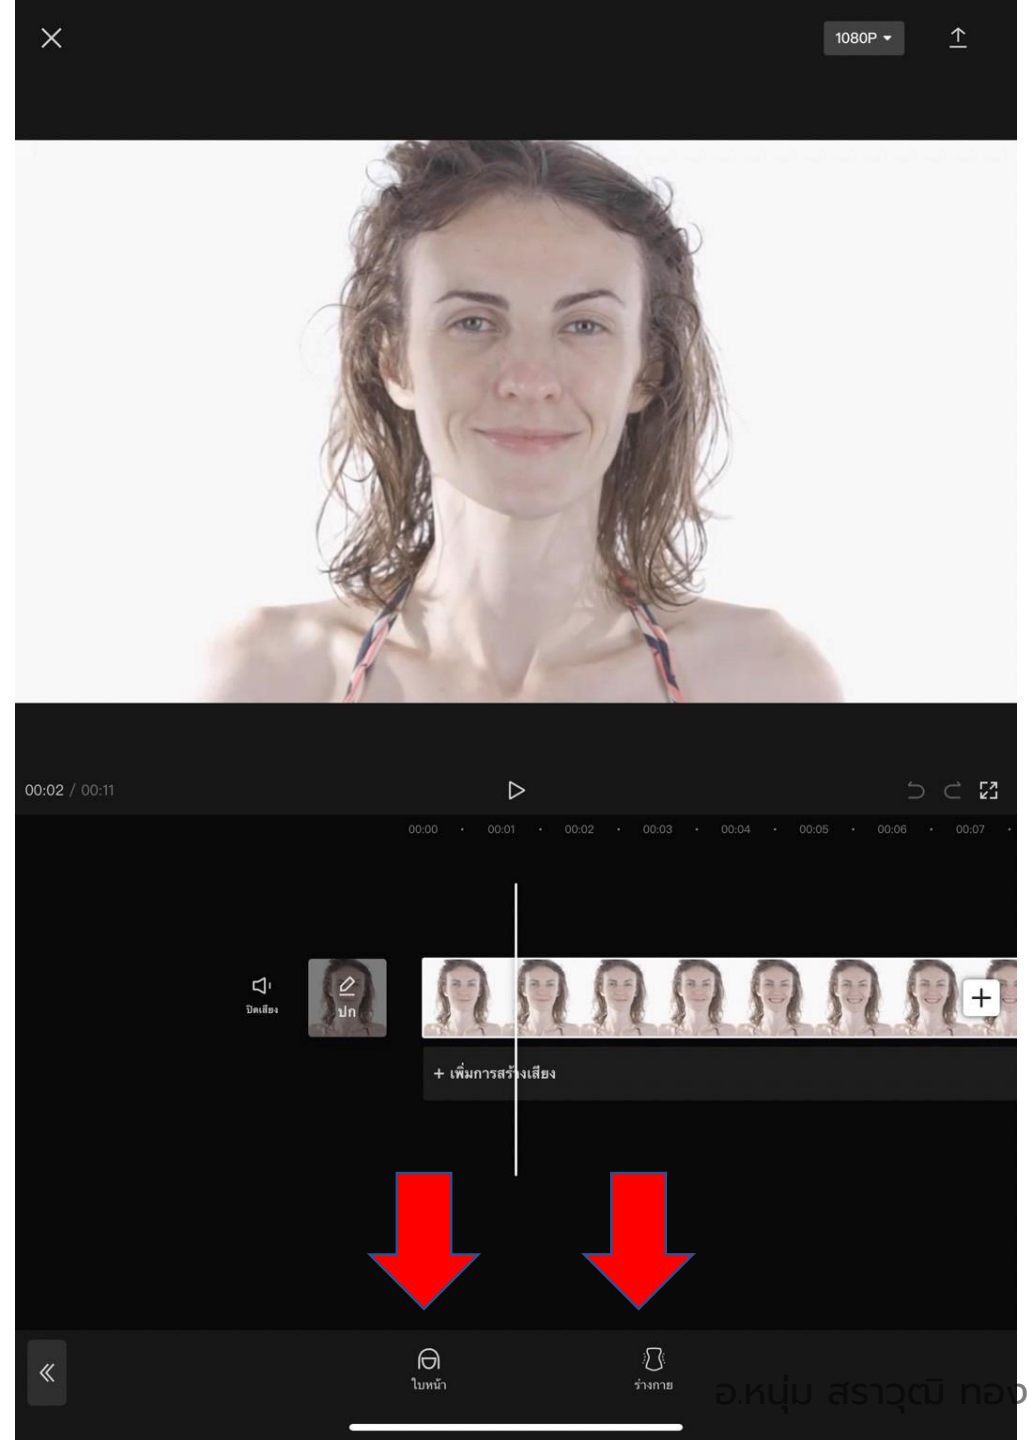 1080P
00:02 / 00:11
00:00 00:01 00:02 00:03 00:04 00:05 00:06 00:07
ปิดเสียง
ปก
+ เพิ่มการสร้างเสียง
ใบหน้า
ร่างกาย
อ.หนุ่ม สราวุฒิ ทอง